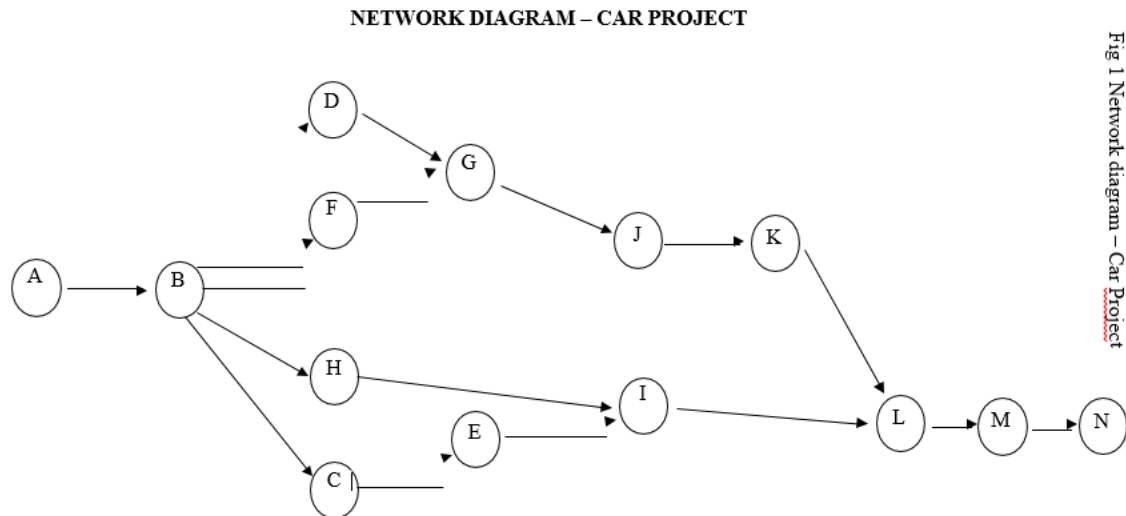 NETWORK DIAGRAM – CAR PROJECT
Fig 1 Network diagram – Car Project
D
G
F
J
K
A
B
H
I
E
L
M
N
C